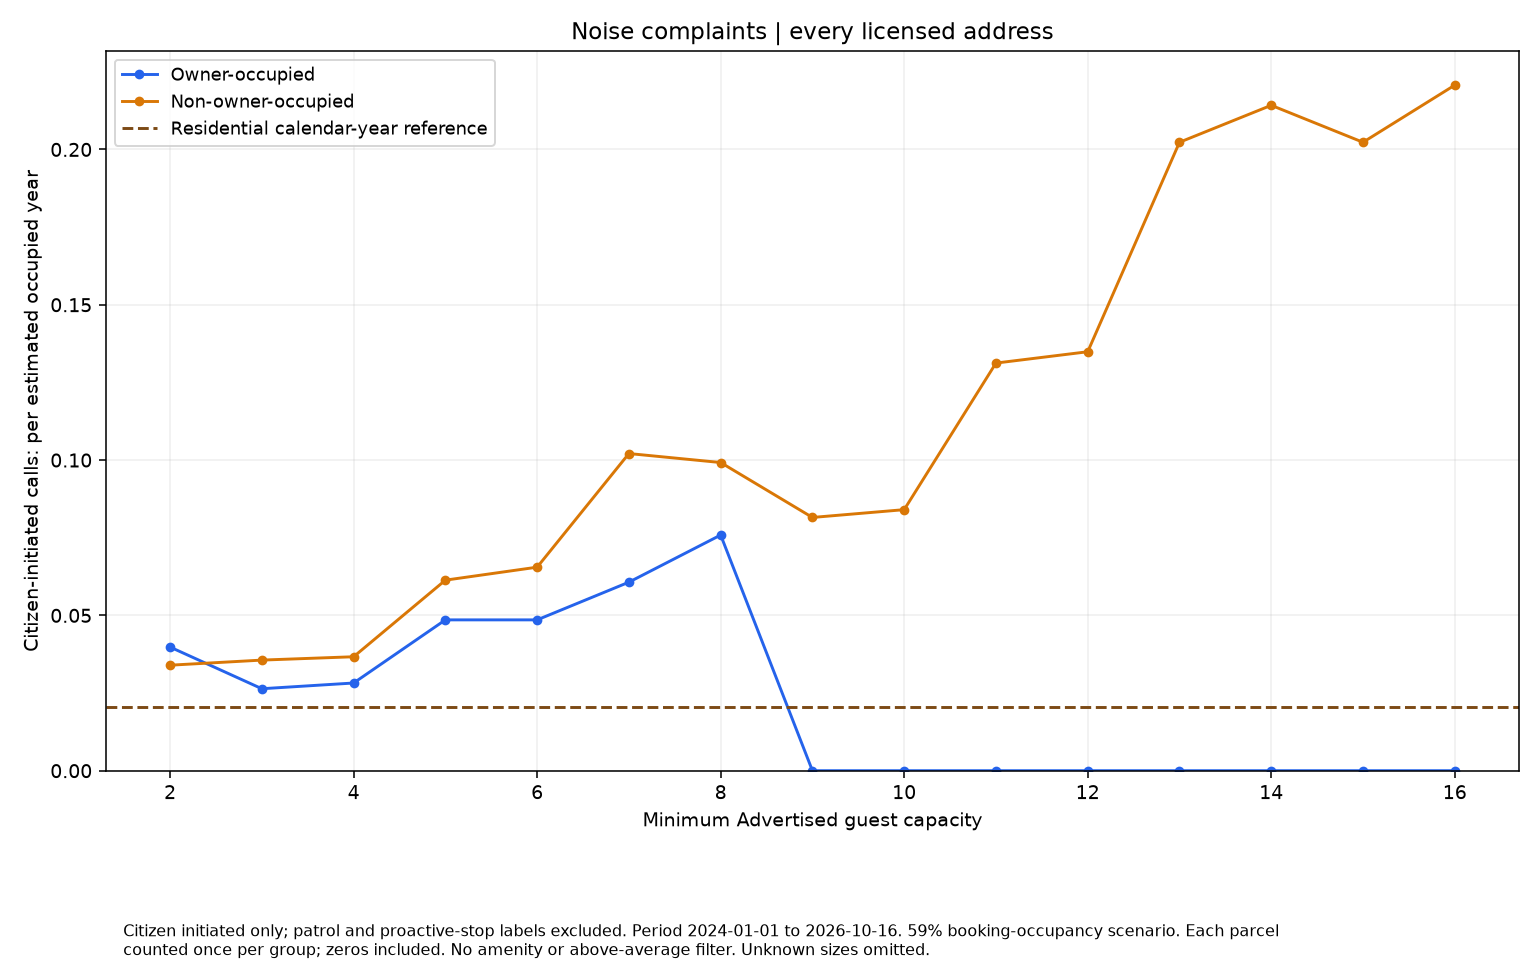 Noise complaints | every licensed address
Owner-occupied
Non-owner-occupied
Residential calendar-year reference
Citizen-initiated calls: per estimated occupied year
0.20
0.15
0.10
0.05
0.00
2 4 6 8 10 12 14 16
Minimum Advertised guest capacity
Citizen initiated only; patrol and proactive-stop labels excluded. Period 2024-01-01 to 2026-10-16. 59% booking-occupancy scenario. Each parcel
counted once per group; zeros included. No amenity or above-average filter. Unknown sizes omitted.